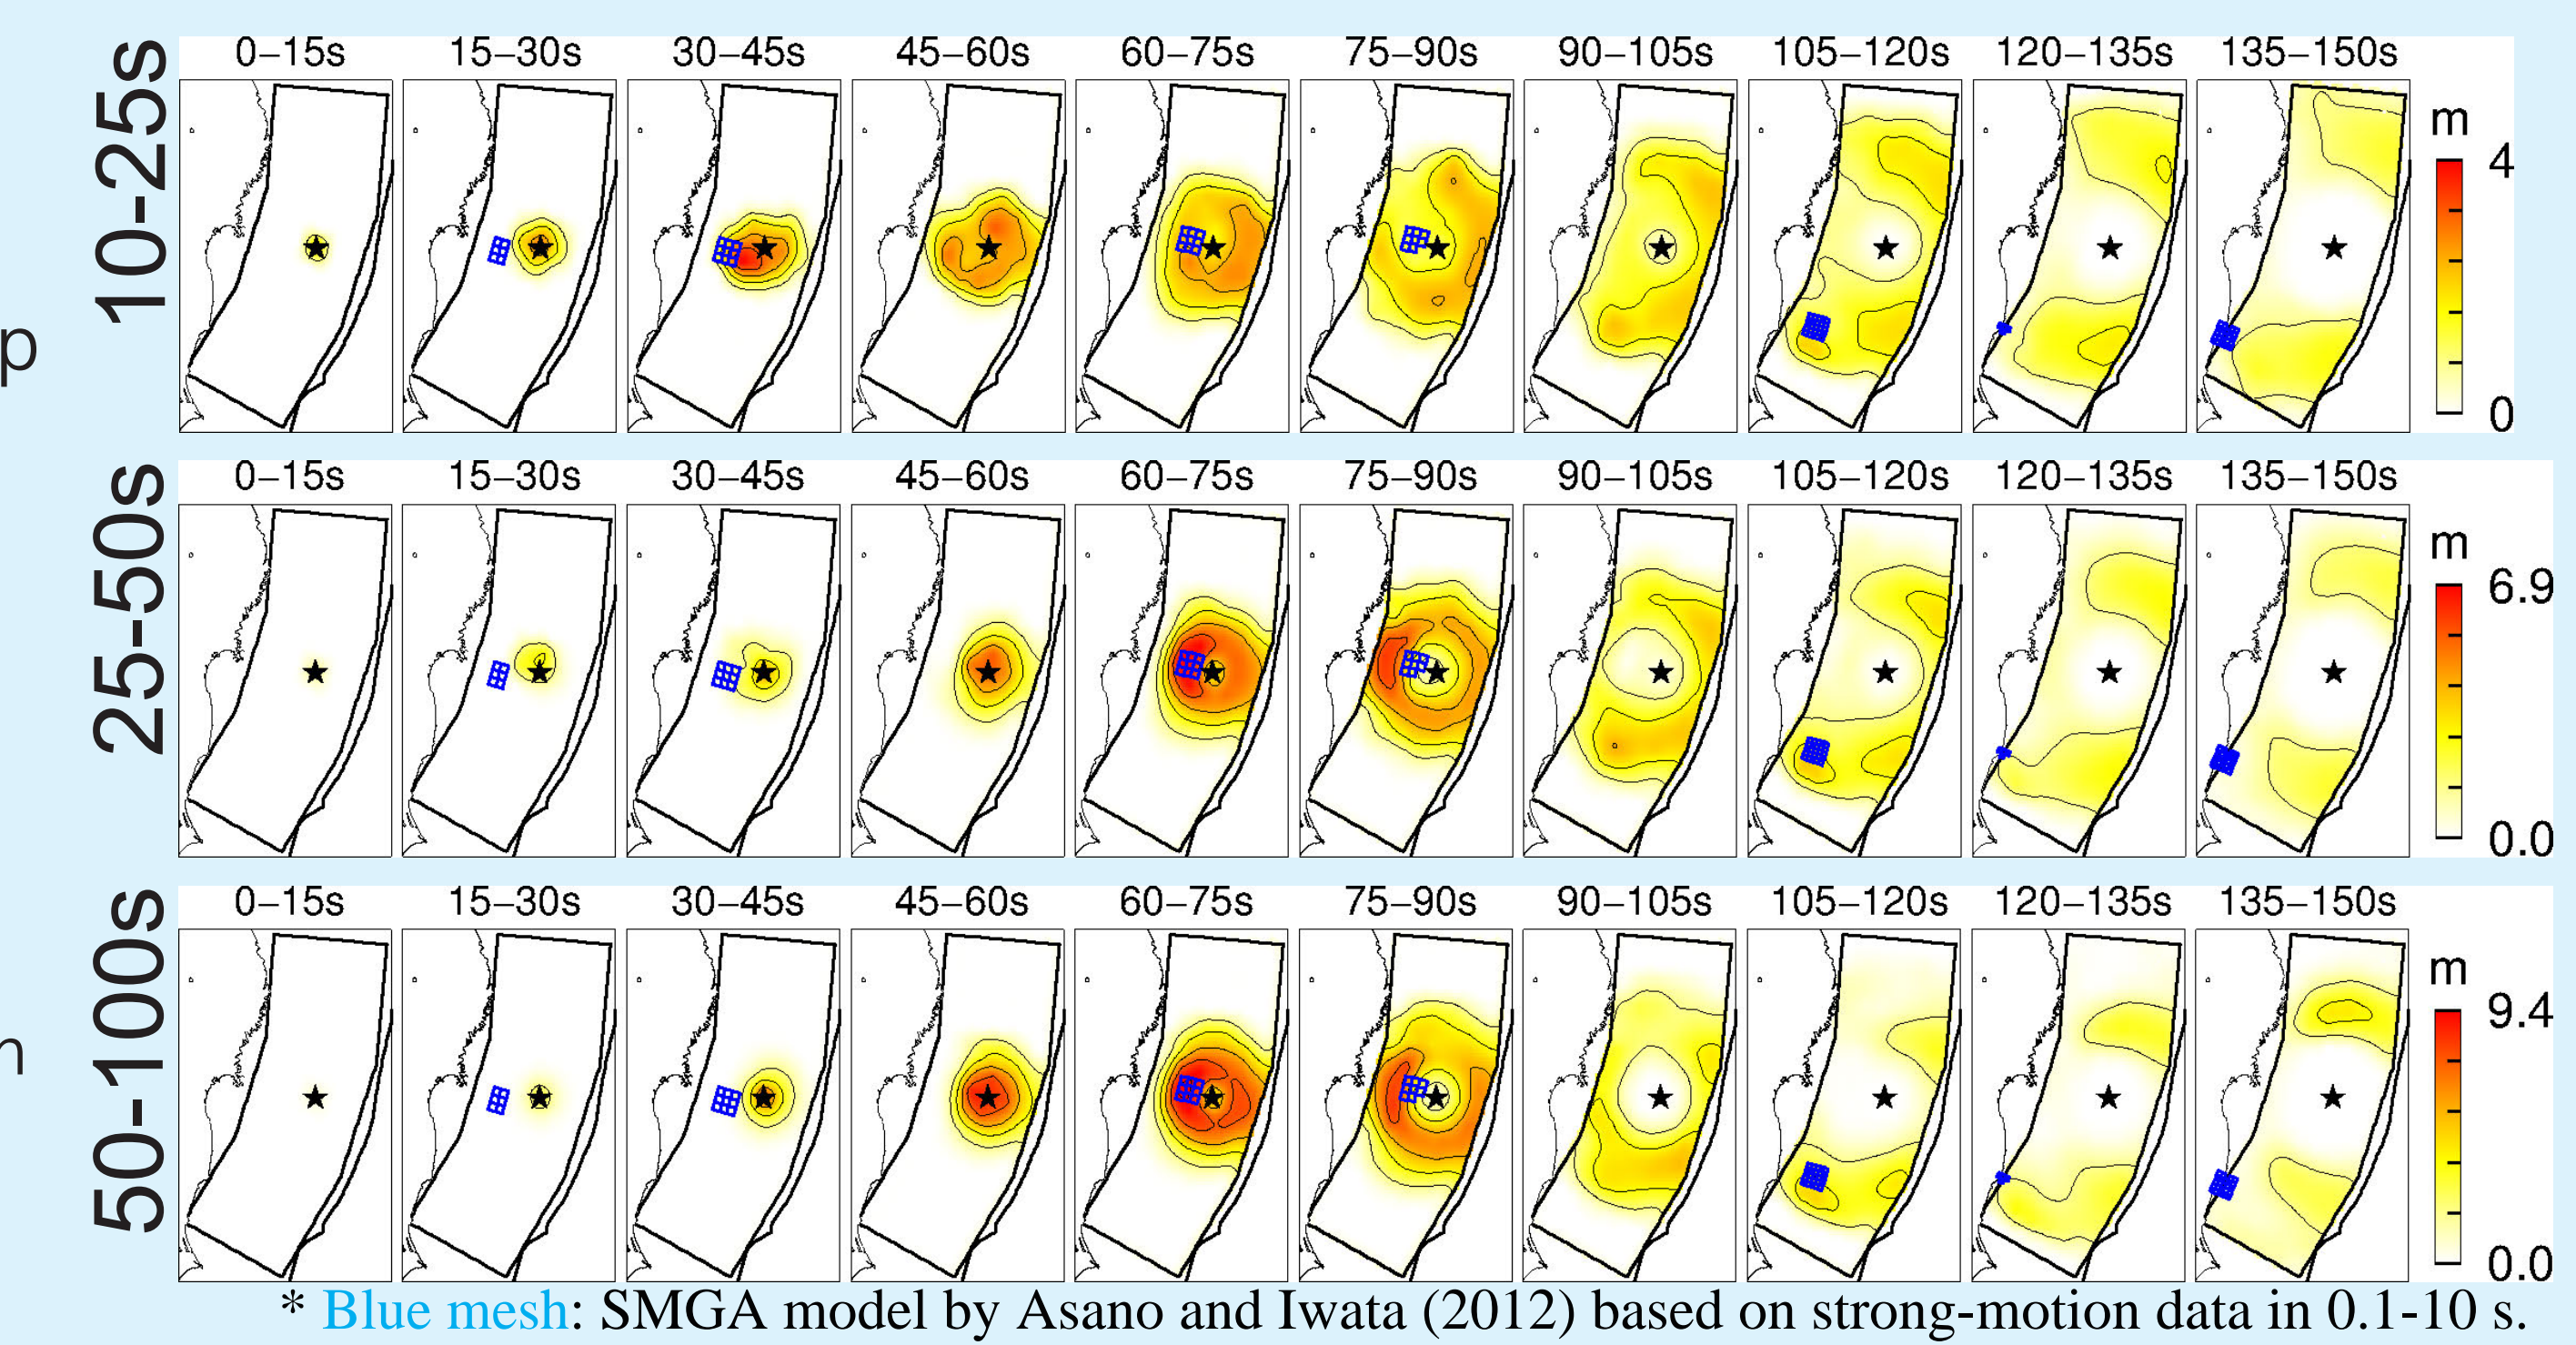 10-25s
0–15s 15–30s 30–45s 45–60s 60–75s 75–90s 90–105s 105–120s 120–135s 135–150s
m
4
0
p
25-50s
0–15s 15–30s 30–45s 45–60s 60–75s 75–90s 90–105s 105–120s 120–135s 135–150s
m
6.9
0.0
50-100s
0–15s 15–30s 30–45s 45–60s 60–75s 75–90s 90–105s 105–120s 120–135s 135–150s
m
9.4
0.0
n
* Blue mesh: SMGA model by Asano and Iwata (2012) based on strong-motion data in 0.1-10 s.